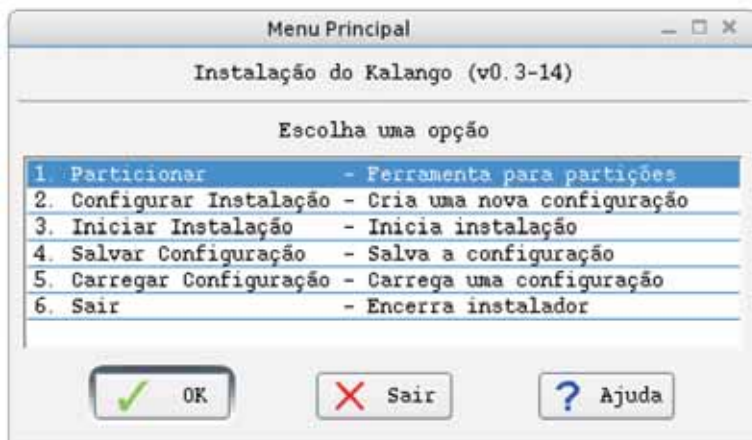 Menu Principal
Instalação do Kalango (v0.3-14)
Escolha uma opção
1. Particionar - Ferramenta para partições
2. Configurar Instalação - Cria uma nova configuração
3. Iniciar Instalação - Inicia instalação
4. Salvar Configuração - Salva a configuração
5. Carregar Configuração - Carrega uma configuração
6. Sair - Encerra instalador
OK Sair Ajuda